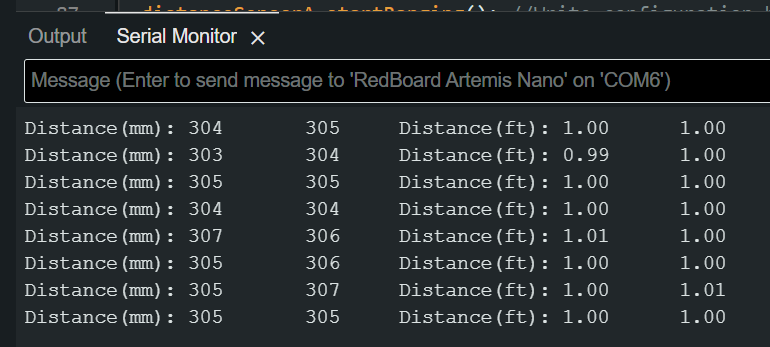 distanceSensorA.startRanging(); //Write configuration b
Output Serial Monitor ×
Message (Enter to send message to 'RedBoard Artemis Nano' on 'COM6')
Distance(mm): 304 305 Distance(ft): 1.00 1.00
Distance(mm): 303 304 Distance(ft): 0.99 1.00
Distance(mm): 305 305 Distance(ft): 1.00 1.00
Distance(mm): 304 304 Distance(ft): 1.00 1.00
Distance(mm): 307 306 Distance(ft): 1.01 1.00
Distance(mm): 305 306 Distance(ft): 1.00 1.00
Distance(mm): 305 307 Distance(ft): 1.00 1.01
Distance(mm): 305 305 Distance(ft): 1.00 1.00